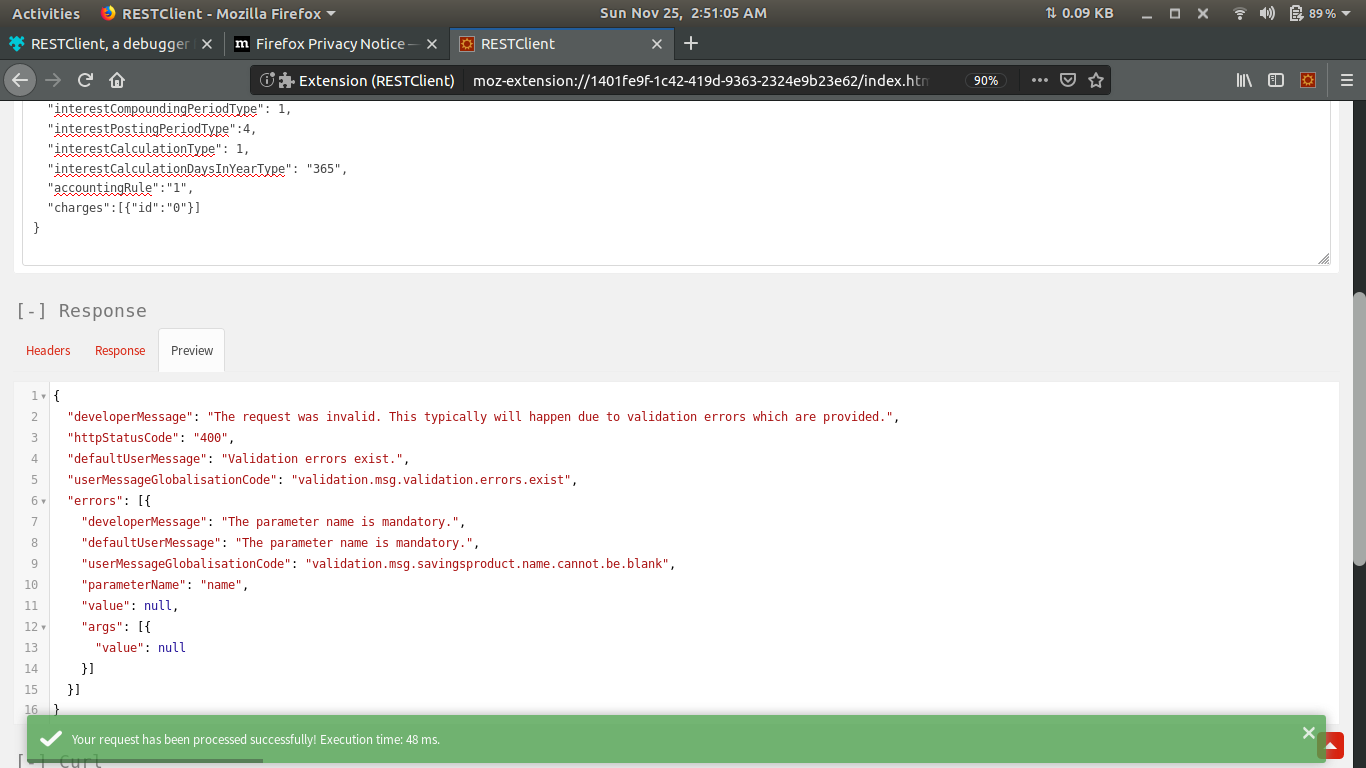 Activities RESTClient - Mozilla Firefox Sun Nov 25, 2:51:05 AM 0.09 KB 89 %
RESTClient, a debugger Firefox Privacy Notice — RESTClient
Extension (RESTClient) moz-extension://1401fe9f-1c42-419d-9363-2324e9b23e62/index.htm 90%
"interestCompoundingPeriodType": 1,
"interestPostingPeriodType":4,
"interestCalculationType": 1,
"interestCalculationDaysInYearType": "365",
"accountingRule":"1",
"charges":[{"id":"0"}]
}
[-] Response
Headers Response Preview
1 {
2 "developerMessage": "The request was invalid. This typically will happen due to validation errors which are provided.",
3 "httpStatusCode": "400",
4 "defaultUserMessage": "Validation errors exist.",
5 "userMessageGlobalisationCode": "validation.msg.validation.errors.exist",
6 "errors": [{
7 "developerMessage": "The parameter name is mandatory.",
8 "defaultUserMessage": "The parameter name is mandatory.",
9 "userMessageGlobalisationCode": "validation.msg.savingsproduct.name.cannot.be.blank",
10 "parameterName": "name",
11 "value": null,
12 "args": [{
13 "value": null
14 }]
15 }]
16 }
Your request has been processed successfully! Execution time: 48 ms.
[-] Curl